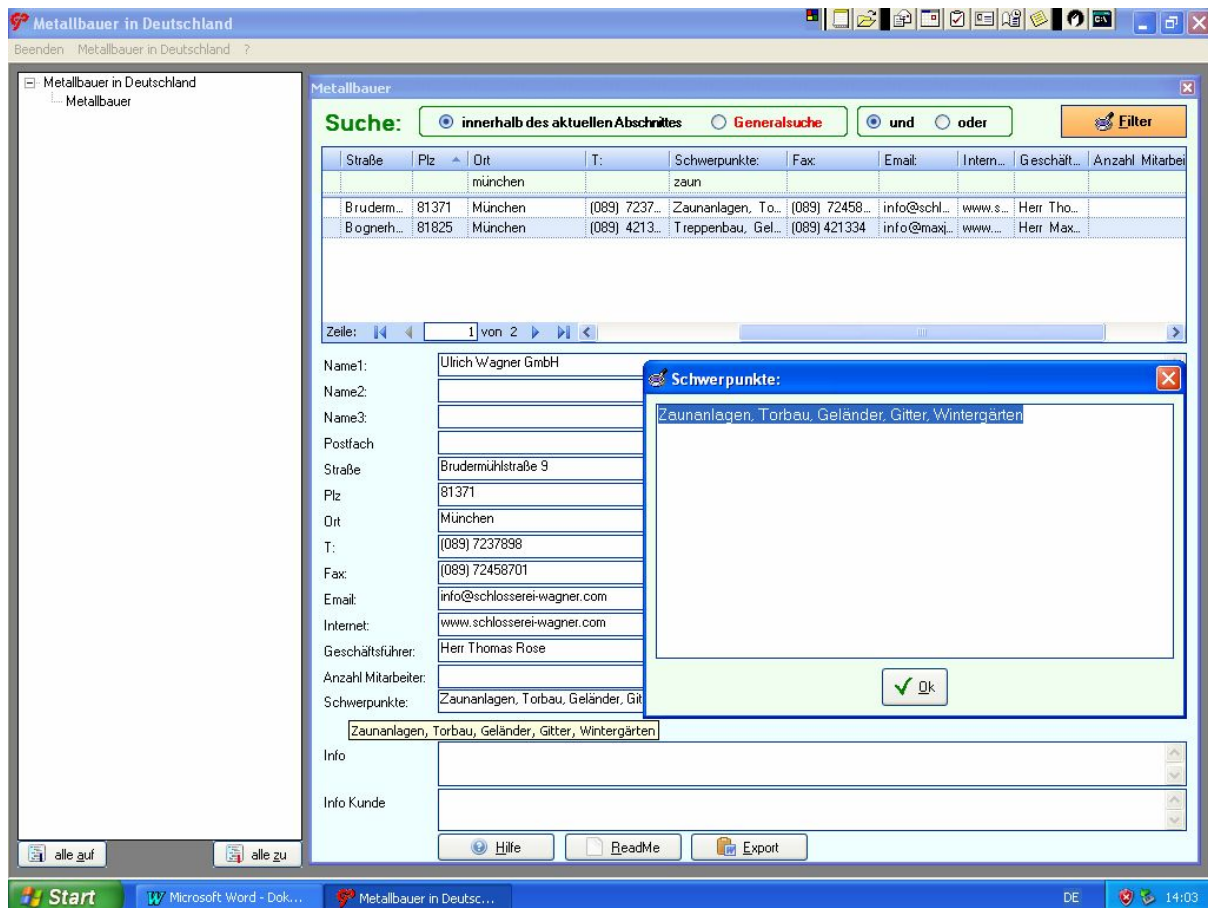 Metallbauer in Deutschland
Beenden Metallbauer in Deutschland ?
Metallbauer in Deutschland
Metallbauer
Metallbauer
Suche: innerhalb des aktuellen Abschnittes Generalsuche und oder Filter
Straße Plz Ort T: Schwerpunkte: Fax: Email: Intern... Geschäft... Anzahl Mitarbei
münchen zaun
Bruderm... 81371 München (089) 7237... Zaunanlagen, To... (089) 72458... info@schl... www.s... Herr Tho...
Bognerh... 81825 München (089) 4213... Treppenbau, Gel... (089) 421334 info@maxj... www.... Herr Max...
Zeile: 1 von 2
Name1: Ulrich Wagner GmbH
Name2:
Name3:
Postfach
Straße Brudermühlstraße 9
Plz 81371
Ort München
T: (089) 7237898
Fax: (089) 72458701
Email: info@schlosserei-wagner.com
Internet: www.schlosserei-wagner.com
Geschäftsführer: Herr Thomas Rose
Anzahl Mitarbeiter:
Schwerpunkte: Zaunanlagen, Torbau, Geländer, Git
Zaunanlagen, Torbau, Geländer, Gitter, Wintergärten
Schwerpunkte:
Zaunanlagen, Torbau, Geländer, Gitter, Wintergärten
Ok
Info
Info Kunde
alle auf alle zu
Hilfe ReadMe Export
Start Microsoft Word - Dok... Metallbauer in Deutsc... DE 14:03